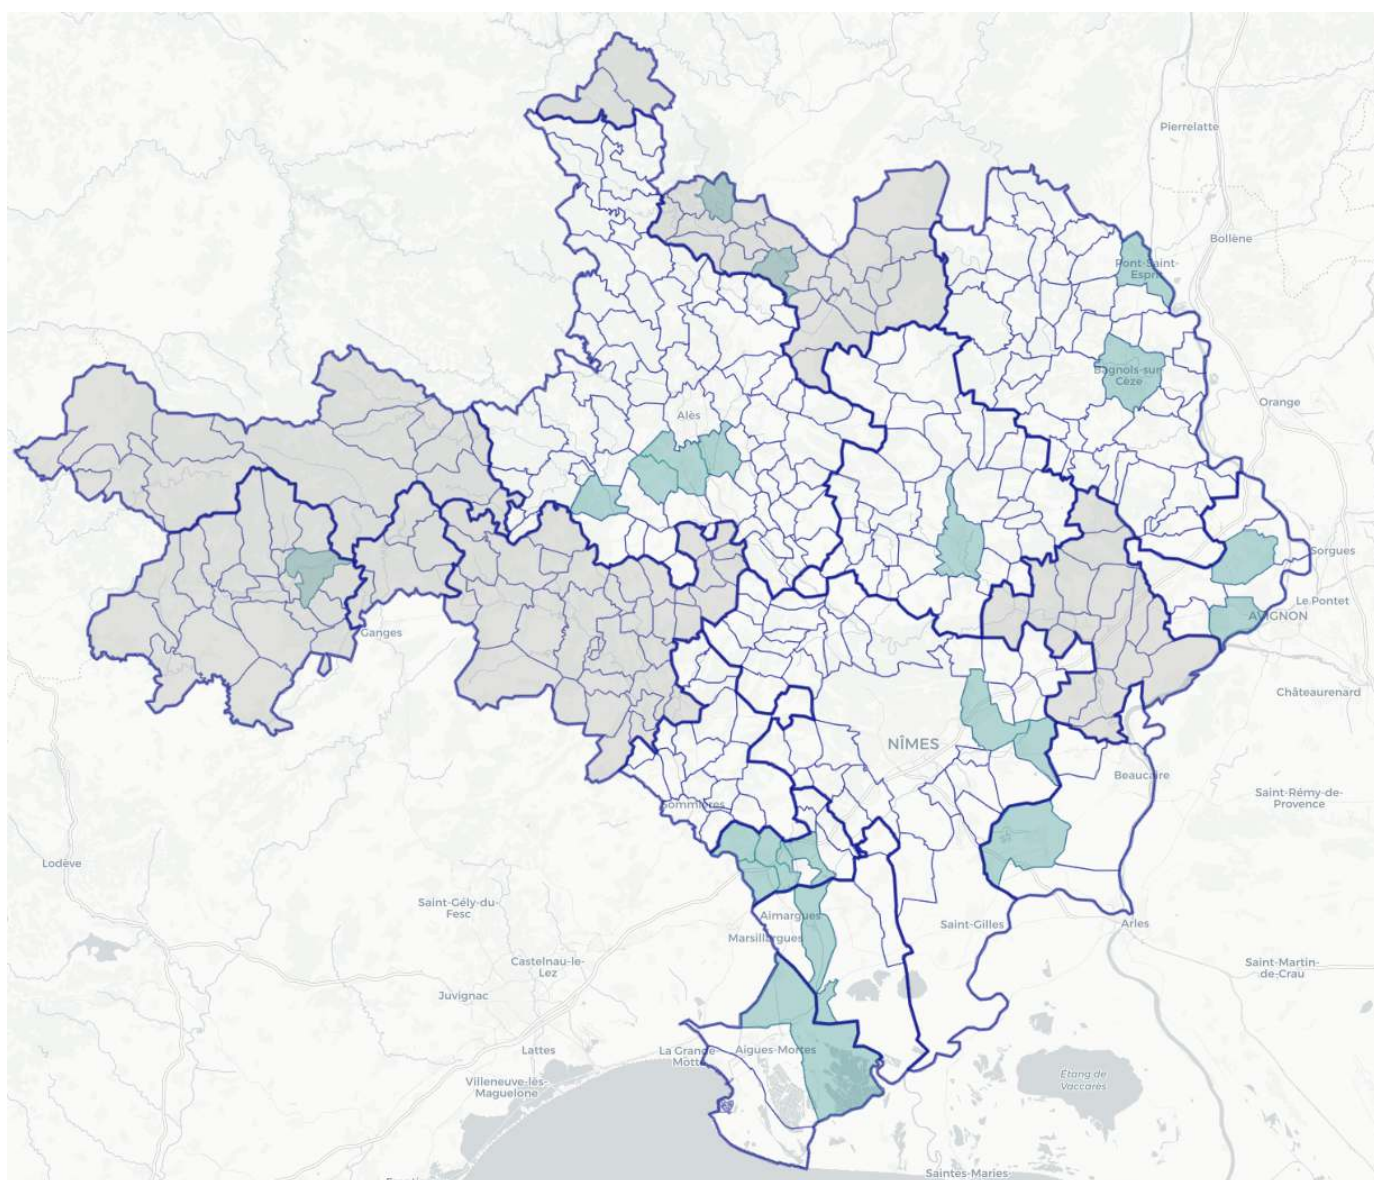 Pierrelatte
Bollène
Pont-Saint-
Esprit
Bagnols-sur-
Cèze
Orange
Alès
Sorgues
Le Pontet
AVIGNON
Ganges
Châteaurenard
NÎMES
Beaucaire
Saint-Rémy-de-
Provence
Sommières
Lodève
Saint-Gély-du-
Fesc
Aimargues
Saint-Gilles
Arles
Marsillargues
Castelnau-le-
Lez
Saint-Martin-
de-Crau
Juvignac
Lattes
La Grande-
Motte
Aigues-Mortes
Villeneuve-lès-
Maguelone
Étang de
Vaccarès
Saintes-Maries